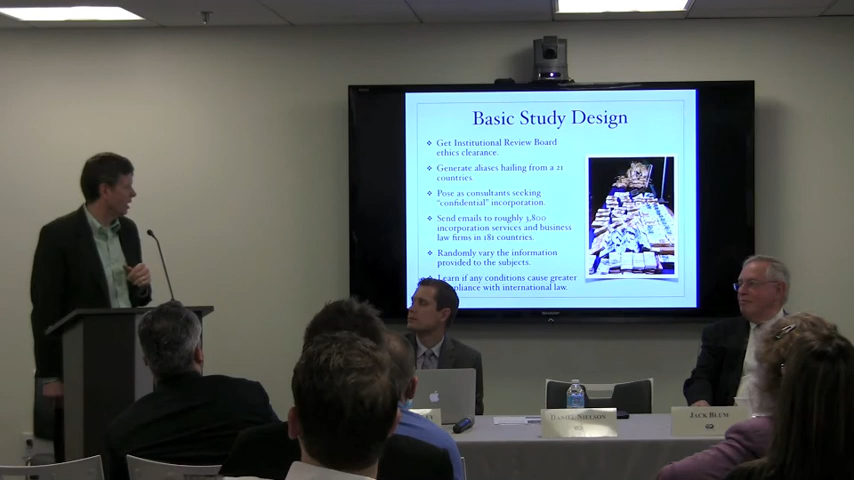 Basic Study Design
Get Institutional Review Board
ethics clearance.
Generate aliases hailing from a 21
countries.
Pose as consultants seeking
"confidential" incorporation.
Send emails to roughly 3,800
incorporation services and business
law firms in 181 countries.
Randomly vary the information
provided to the subjects.
Learn if any conditions cause greater
compliance with international law.
Daniel Nielson
Jack Blum